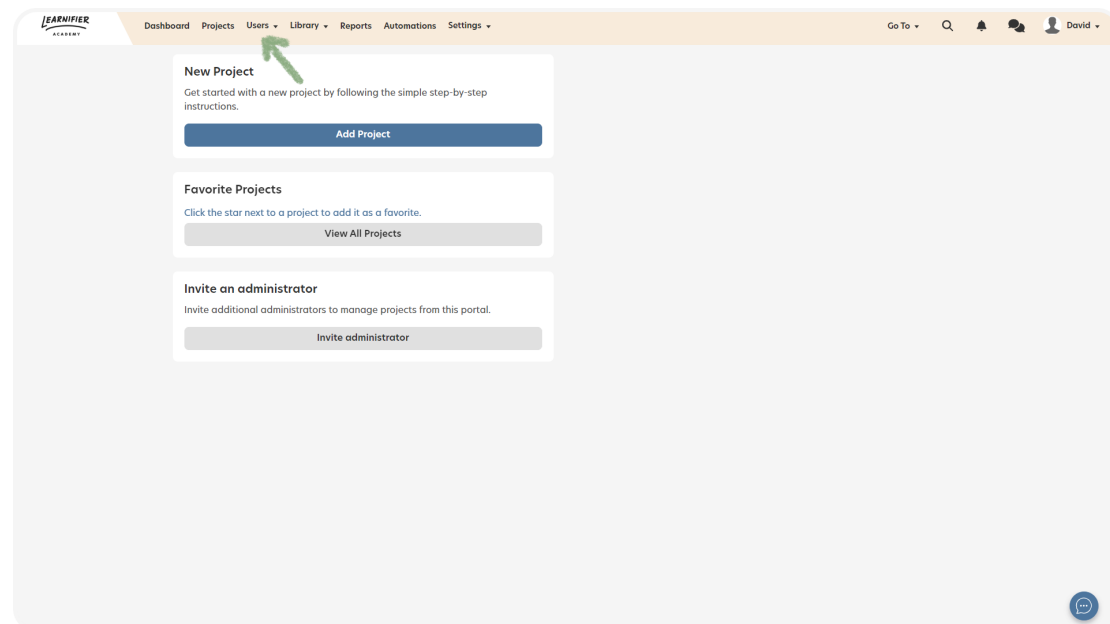 LEARNIFIER
ACADEMY
Dashboard Projects Users Library Reports Automations Settings Go To David
New Project
Get started with a new project by following the simple step-by-step
instructions.
Add Project
Favorite Projects
Click the star next to a project to add it as a favorite.
View All Projects
Invite an administrator
Invite additional administrators to manage projects from this portal.
Invite administrator